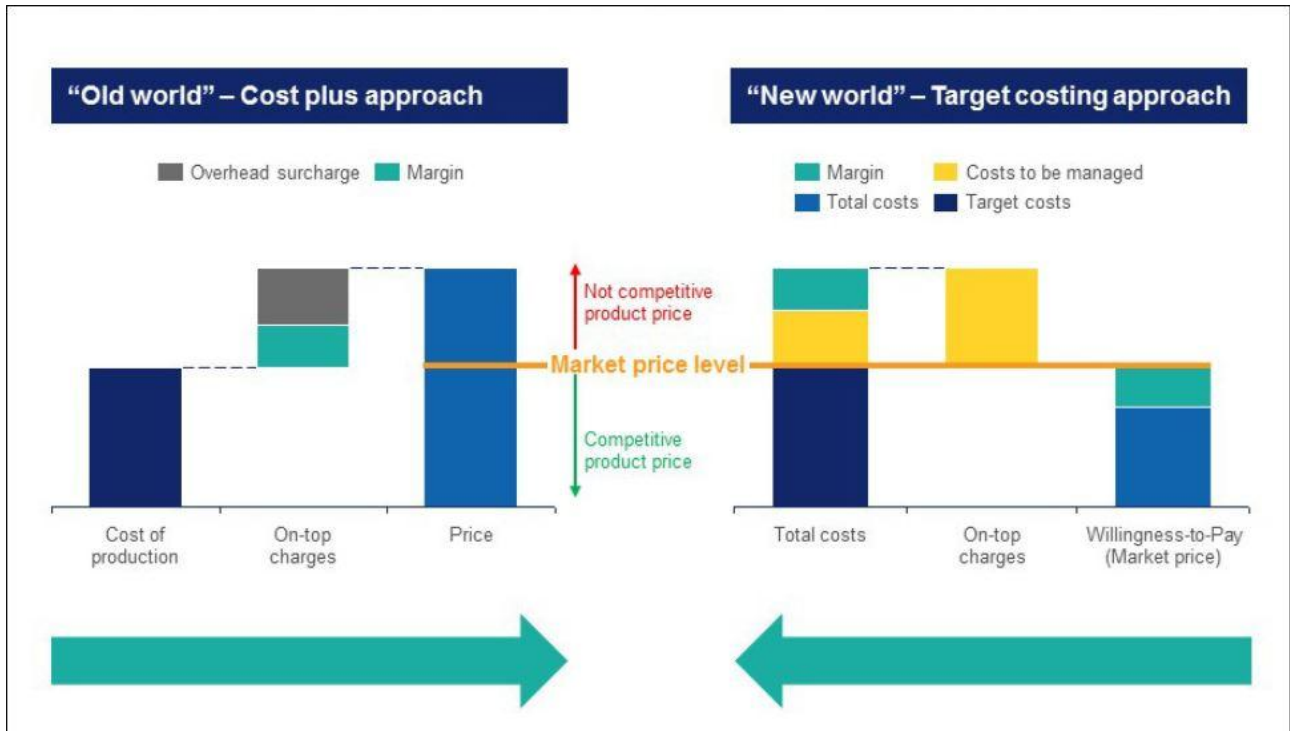 “Old world” – Cost plus approach
Overhead surcharge
Margin
Not competitive
product price
Market price level
Competitive
product price
Cost of
production
On-top
charges
Price
“New world” – Target costing approach
Margin
Costs to be managed
Total costs
Target costs
Total costs
On-top
charges
Willingness-to-Pay
(Market price)